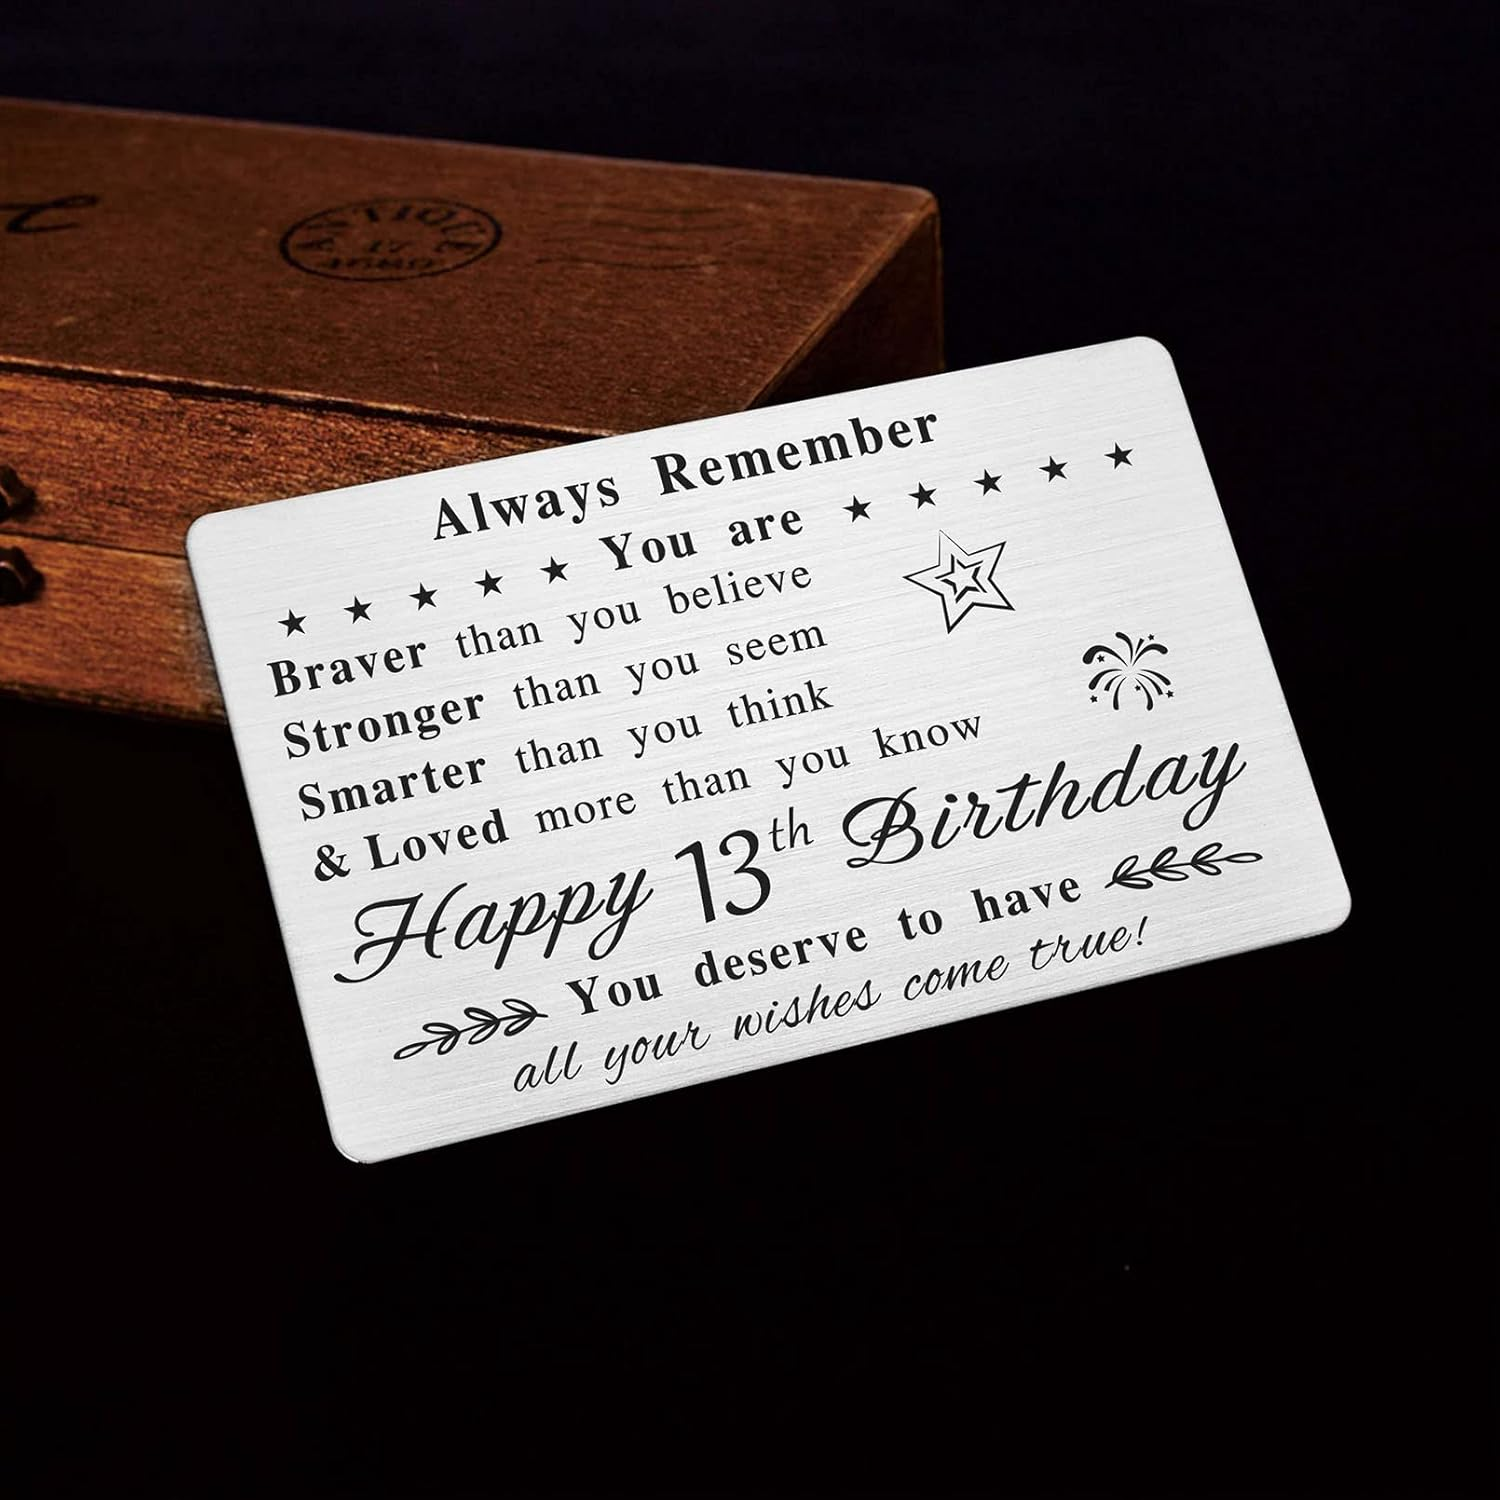 ANTIQUE
Always Remember
You are
Braver than you believe
Stronger than you seem
Smarter than you think
& Loved more than you know
Happy 13th Birthday
You deserve to have
all your wishes come true!